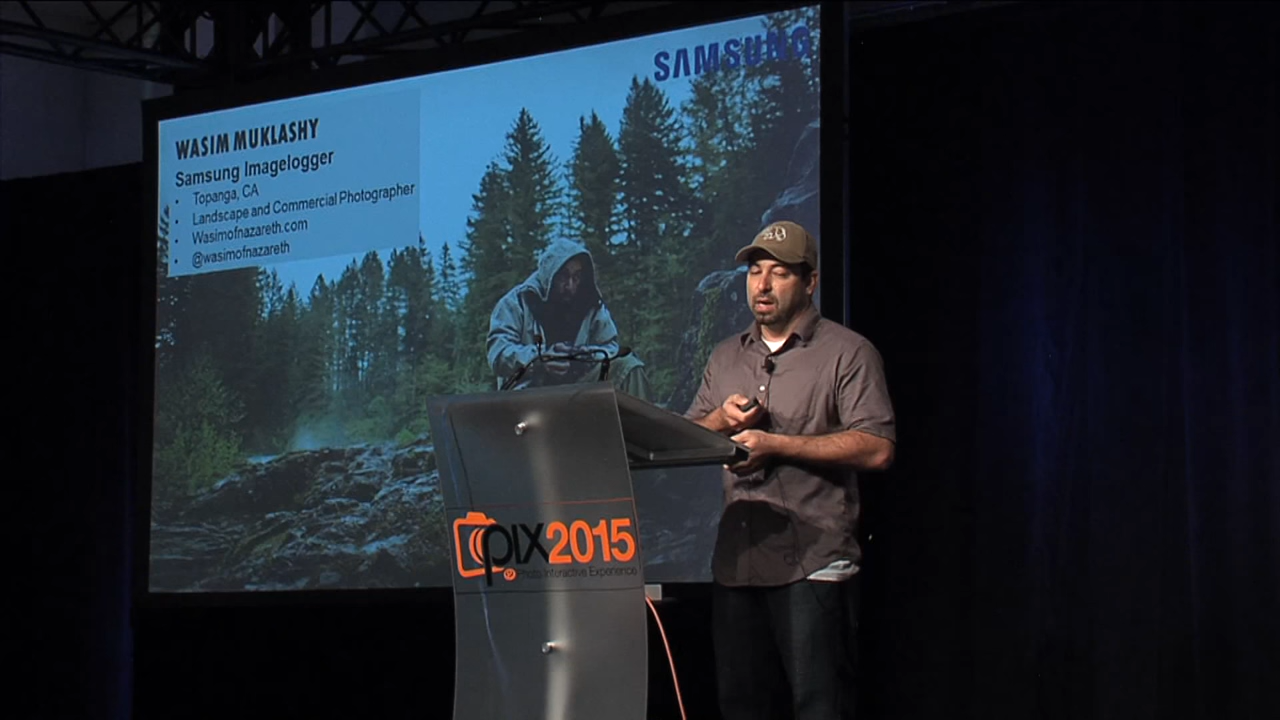 SAMSUNG
WASIM MUKLASHY
Samsung Imagelogger
• Topanga, CA
• Landscape and Commercial Photographer
• Wasimofnazareth.com
• @wasimofnazareth
pix2015
Photo Interactive Experience